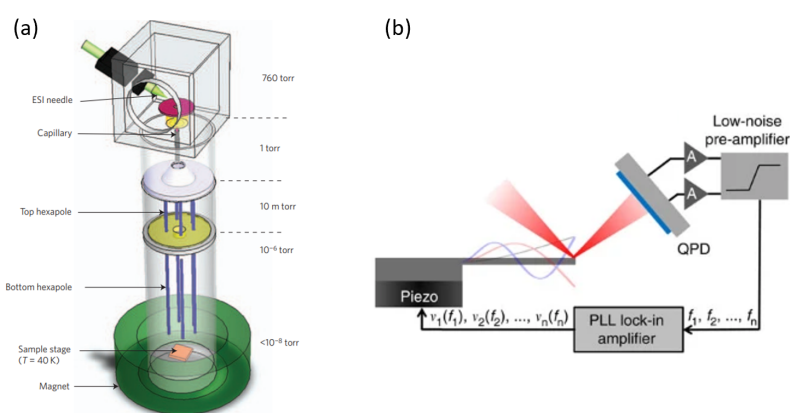 (a)
760 torr
ESI needle
Capillary
1 torr
Top hexapole
10 m torr
10⁻⁶ torr
Bottom hexapole
<10⁻⁸ torr
Sample stage
(T = 40 K)
Magnet
(b)
Low-noise
pre-amplifier
A
A
QPD
Piezo
v₁(f₁), v₂(f₂), ..., vₙ(fₙ)
PLL lock-in
amplifier
f₁, f₂, ..., fₙ